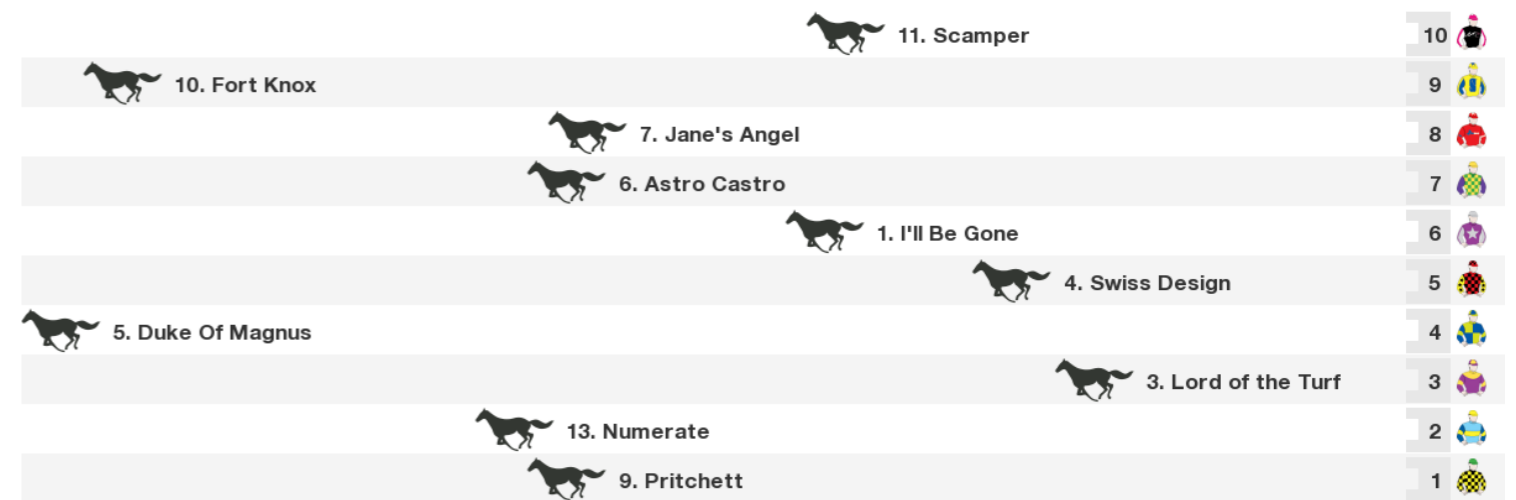 11. Scamper 10
10. Fort Knox 9
7. Jane's Angel 8
6. Astro Castro 7
1. I'll Be Gone 6
4. Swiss Design 5
5. Duke Of Magnus 4
3. Lord of the Turf 3
13. Numerate 2
9. Pritchett 1